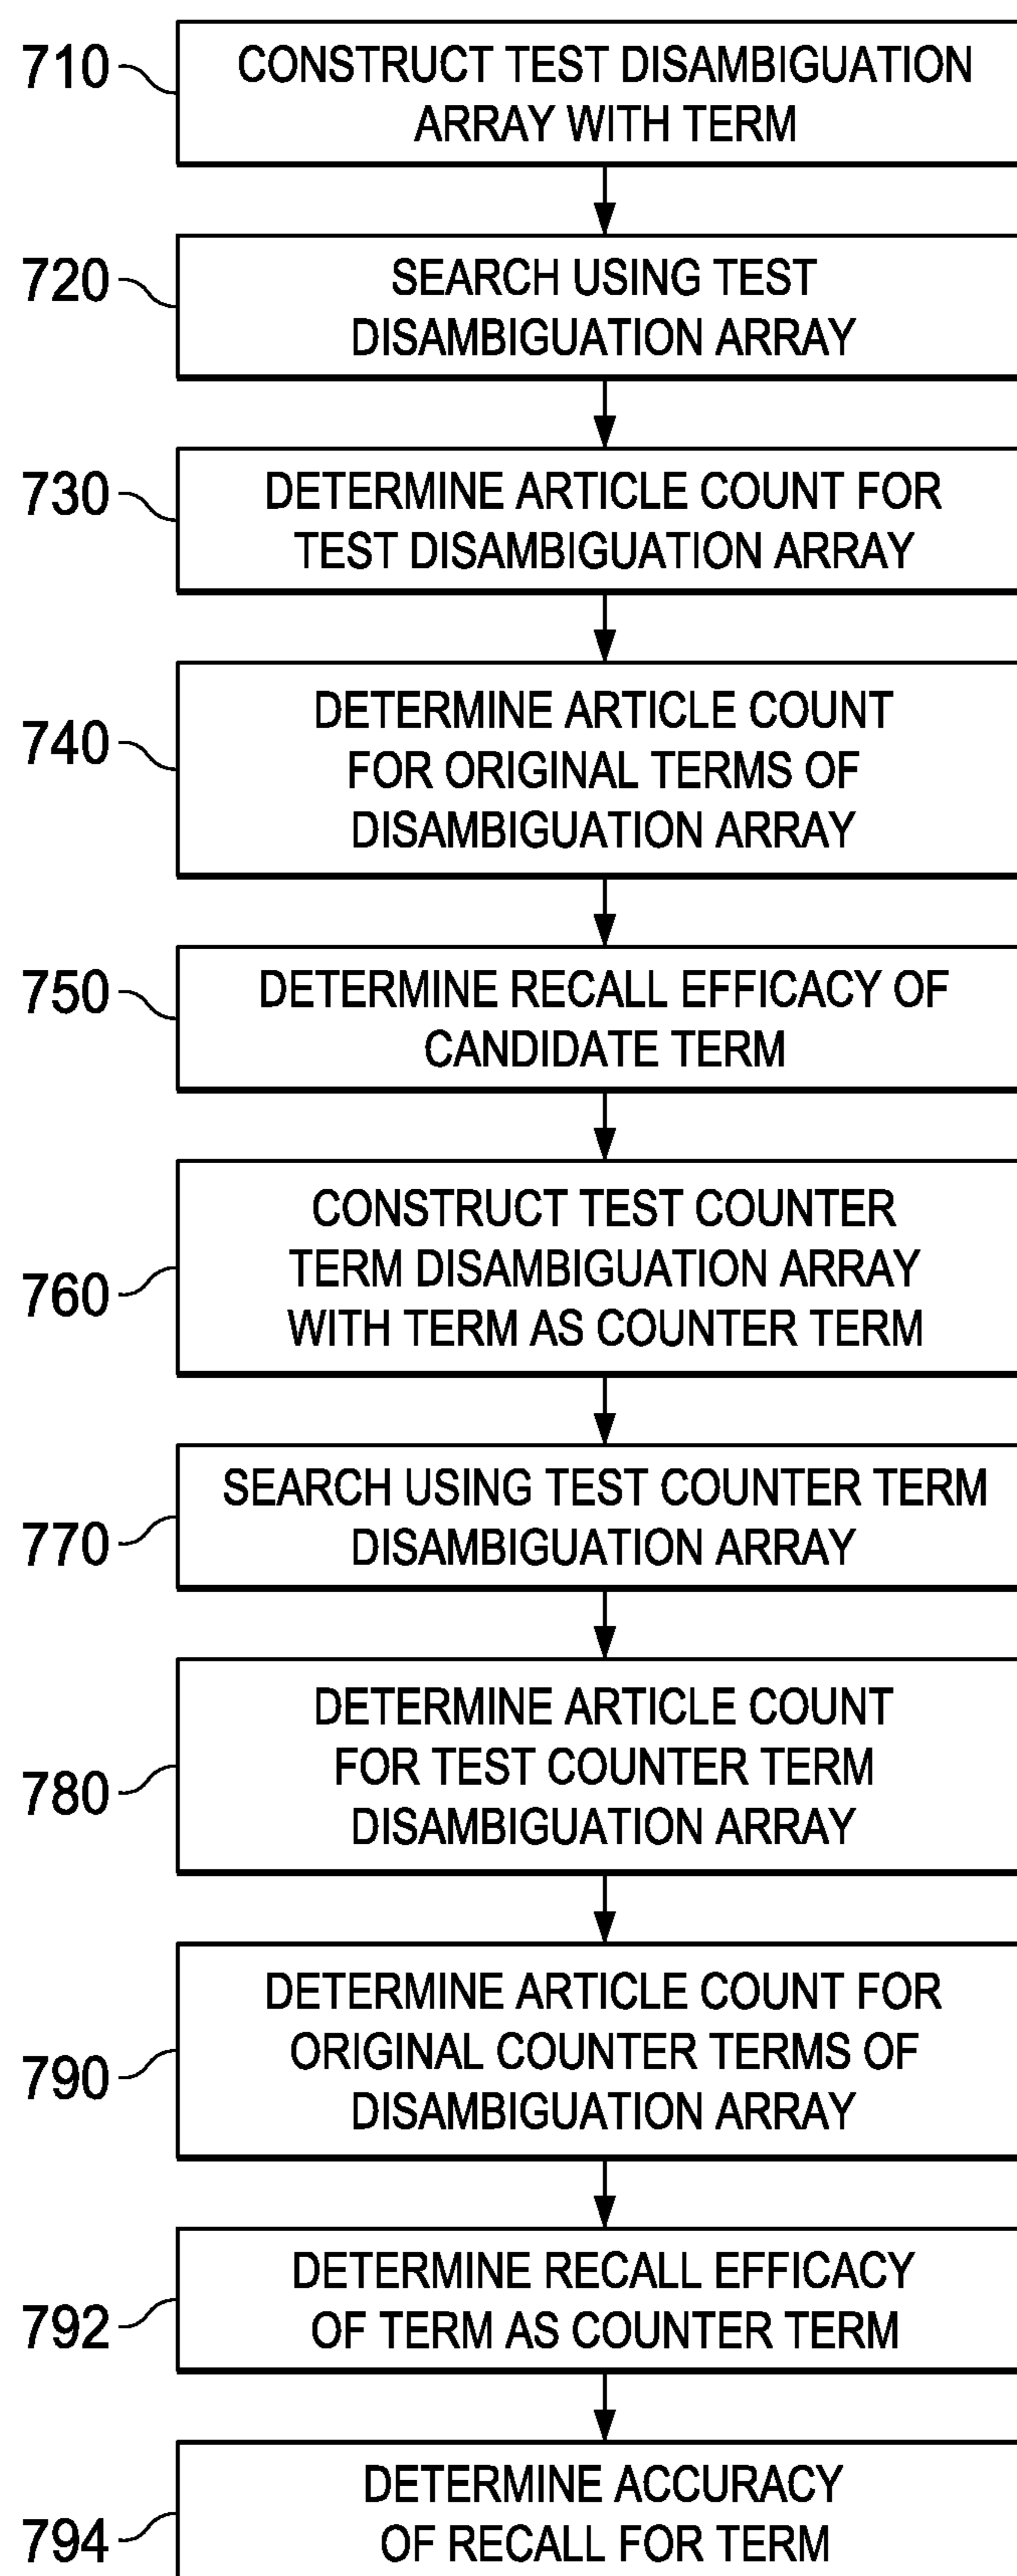 710
CONSTRUCT TEST DISAMBIGUATION
ARRAY WITH TERM
720
SEARCH USING TEST
DISAMBIGUATION ARRAY
730
DETERMINE ARTICLE COUNT FOR
TEST DISAMBIGUATION ARRAY
740
DETERMINE ARTICLE COUNT
FOR ORIGINAL TERMS OF
DISAMBIGUATION ARRAY
750
DETERMINE RECALL EFFICACY OF
CANDIDATE TERM
760
CONSTRUCT TEST COUNTER
TERM DISAMBIGUATION ARRAY
WITH TERM AS COUNTER TERM
770
SEARCH USING TEST COUNTER TERM
DISAMBIGUATION ARRAY
780
DETERMINE ARTICLE COUNT
FOR TEST COUNTER TERM
DISAMBIGUATION ARRAY
790
DETERMINE ARTICLE COUNT FOR
ORIGINAL COUNTER TERMS OF
DISAMBIGUATION ARRAY
792
DETERMINE RECALL EFFICACY
OF TERM AS COUNTER TERM
794
DETERMINE ACCURACY
OF RECALL FOR TERM